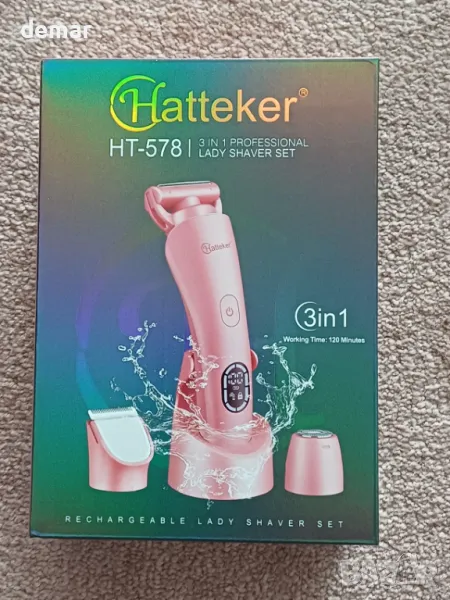 demar
Hatteker®
HT-578 | 3 IN 1 PROFESSIONAL
LADY SHAVER SET
Hatteker
3in1
Working Time: 120 Minutes
100
RECHARGEABLE LADY SHAVER SET